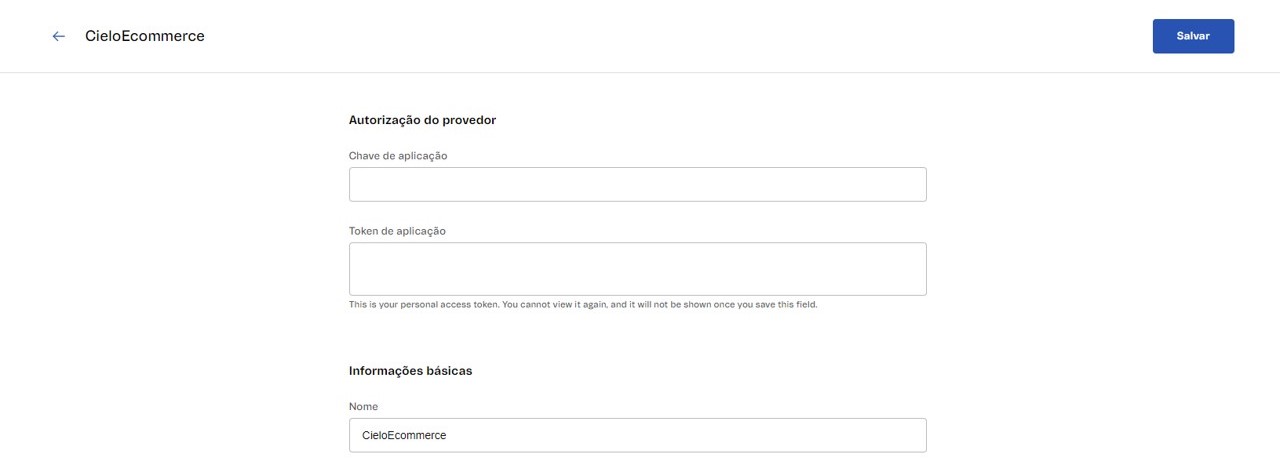 CieloEcommerce
Salvar
Autorização do provedor
Chave de aplicação
Token de aplicação
This is your personal access token. You cannot view it again, and it will not be shown once you save this field.
Informações básicas
Nome
CieloEcommerce